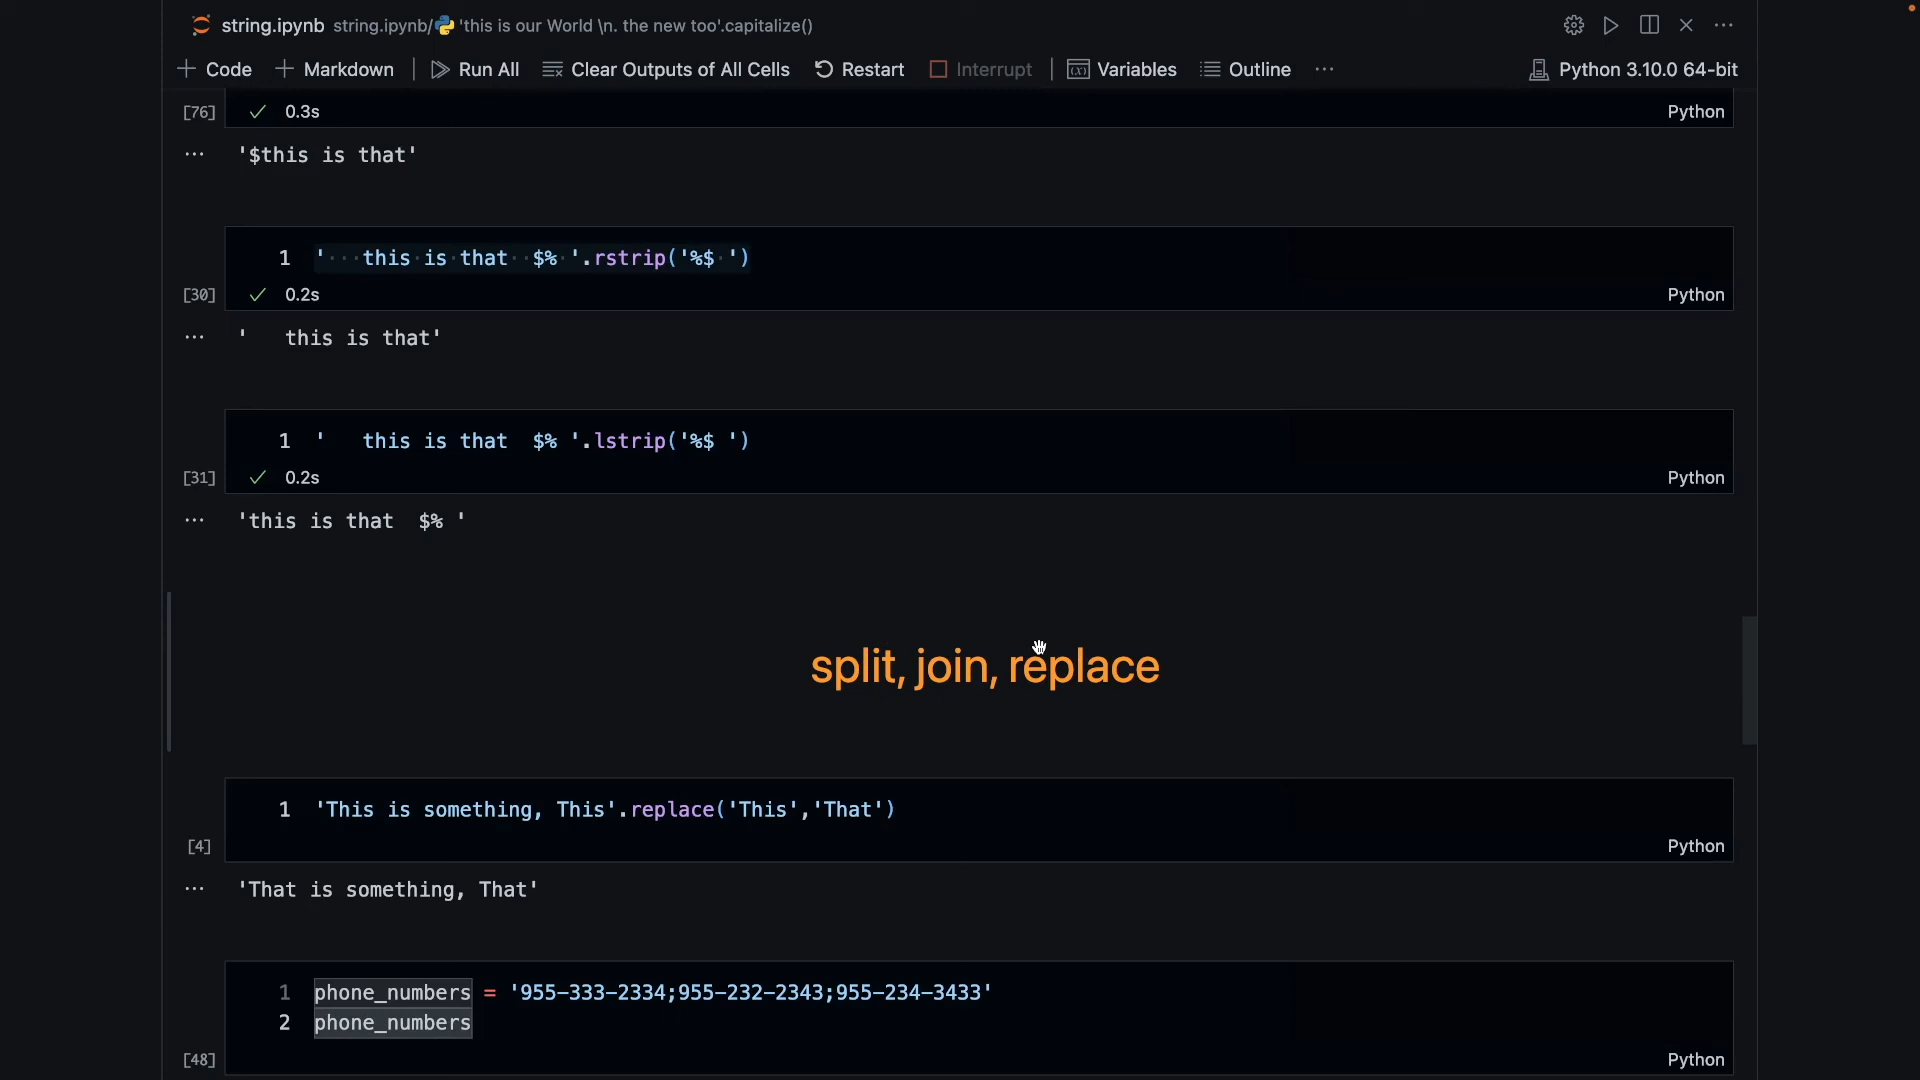 string.ipynb string.ipynb/ 'this is our World \n. the new too'.capitalize()
+ Code + Markdown Run All Clear Outputs of All Cells Restart Interrupt Variables Outline ··· Python 3.10.0 64-bit
[76] ✓ 0.3s Python
··· '$this is that'
1 '···this·is·that··$%·'.rstrip('%$·')
[30] ✓ 0.2s Python
··· '   this is that'
1 '   this is that  $% '.lstrip('%$ ')
[31] ✓ 0.2s Python
··· 'this is that  $% '
split, join, replace
1 'This is something, This'.replace('This','That')
[4] Python
··· 'That is something, That'
1 phone_numbers = '955-333-2334;955-232-2343;955-234-3433'
2 phone_numbers
[48] Python